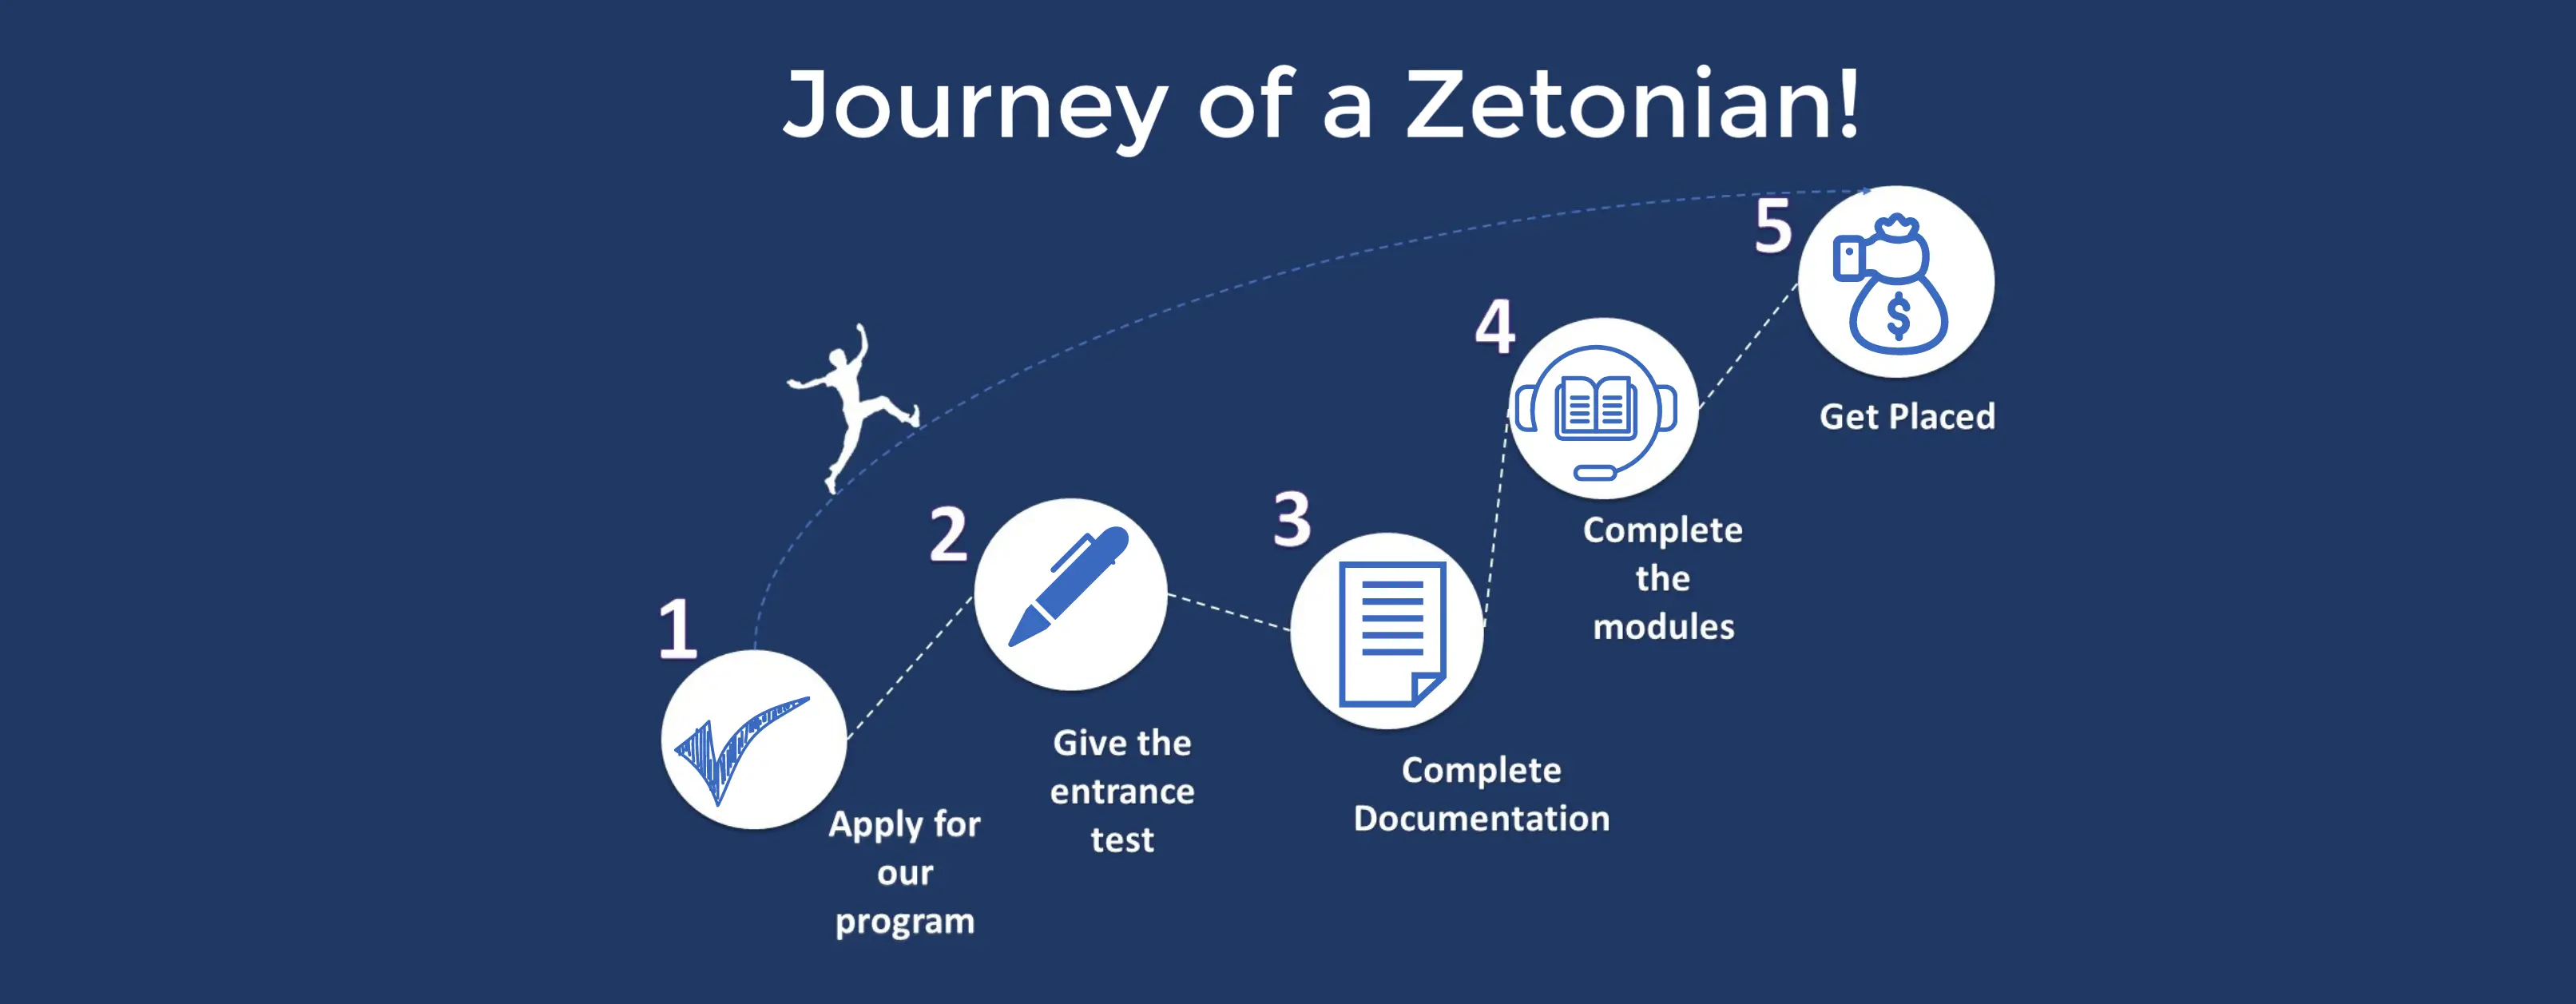 Journey of a Zetonian!
1
Apply for
our
program
2
Give the
entrance
test
3
Complete
Documentation
4
Complete
the
modules
5
$
Get Placed